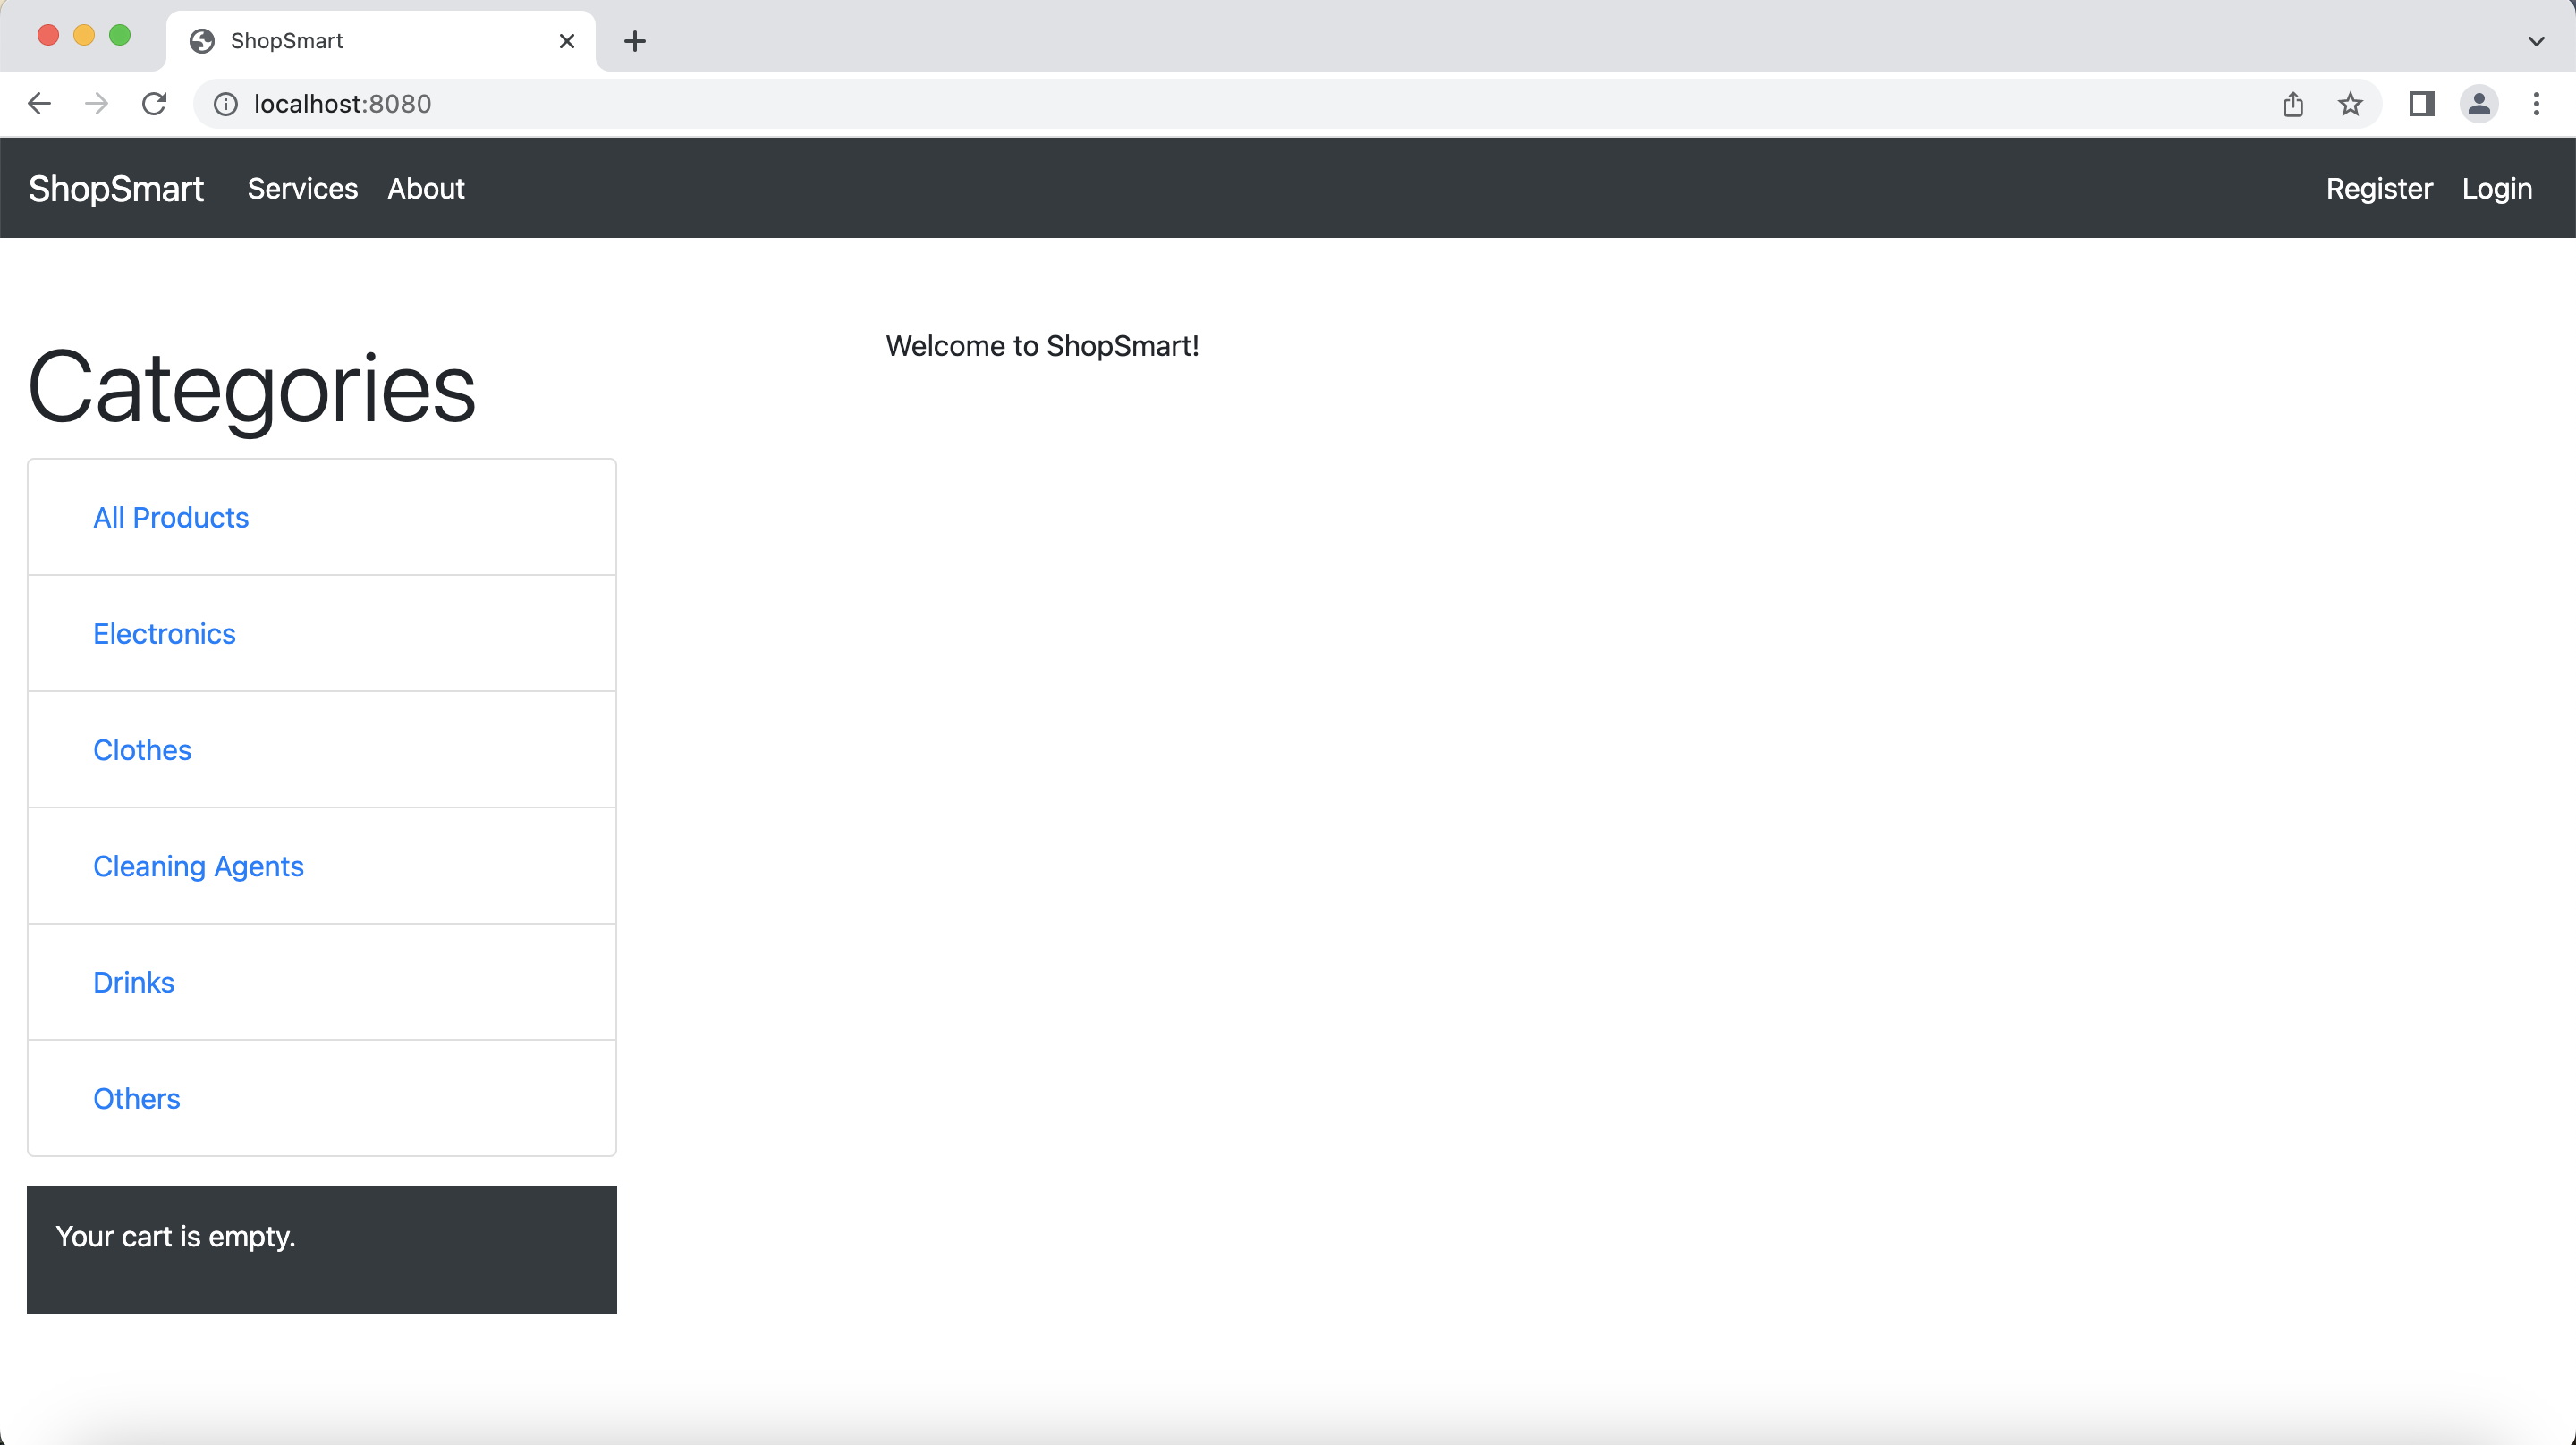 ShopSmart
localhost:8080
ShopSmart Services About Register Login
Categories
Welcome to ShopSmart!
All Products
Electronics
Clothes
Cleaning Agents
Drinks
Others
Your cart is empty.